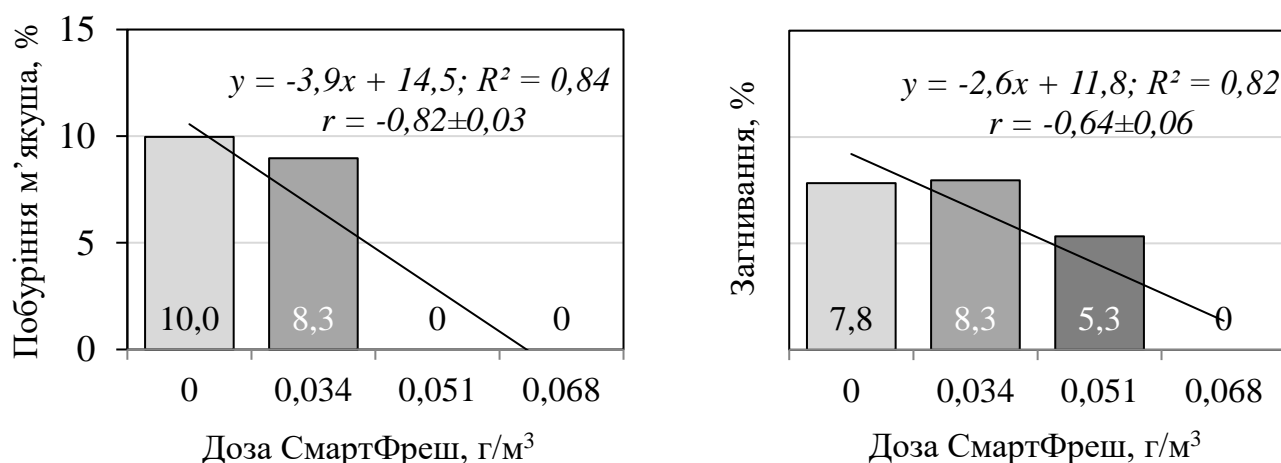 Побуріння м’якуша, %
15
10
5
0
y = -3,9x + 14,5; R² = 0,84
r = -0,82±0,03
10,0
8,3
0
0
0
0,034
0,051
0,068
Доза СмартФреш, г/м³
Загнивання, %
y = -2,6x + 11,8; R² = 0,82
r = -0,64±0,06
7,8
8,3
5,3
0
0
0,034
0,051
0,068
Доза СмартФреш, г/м³